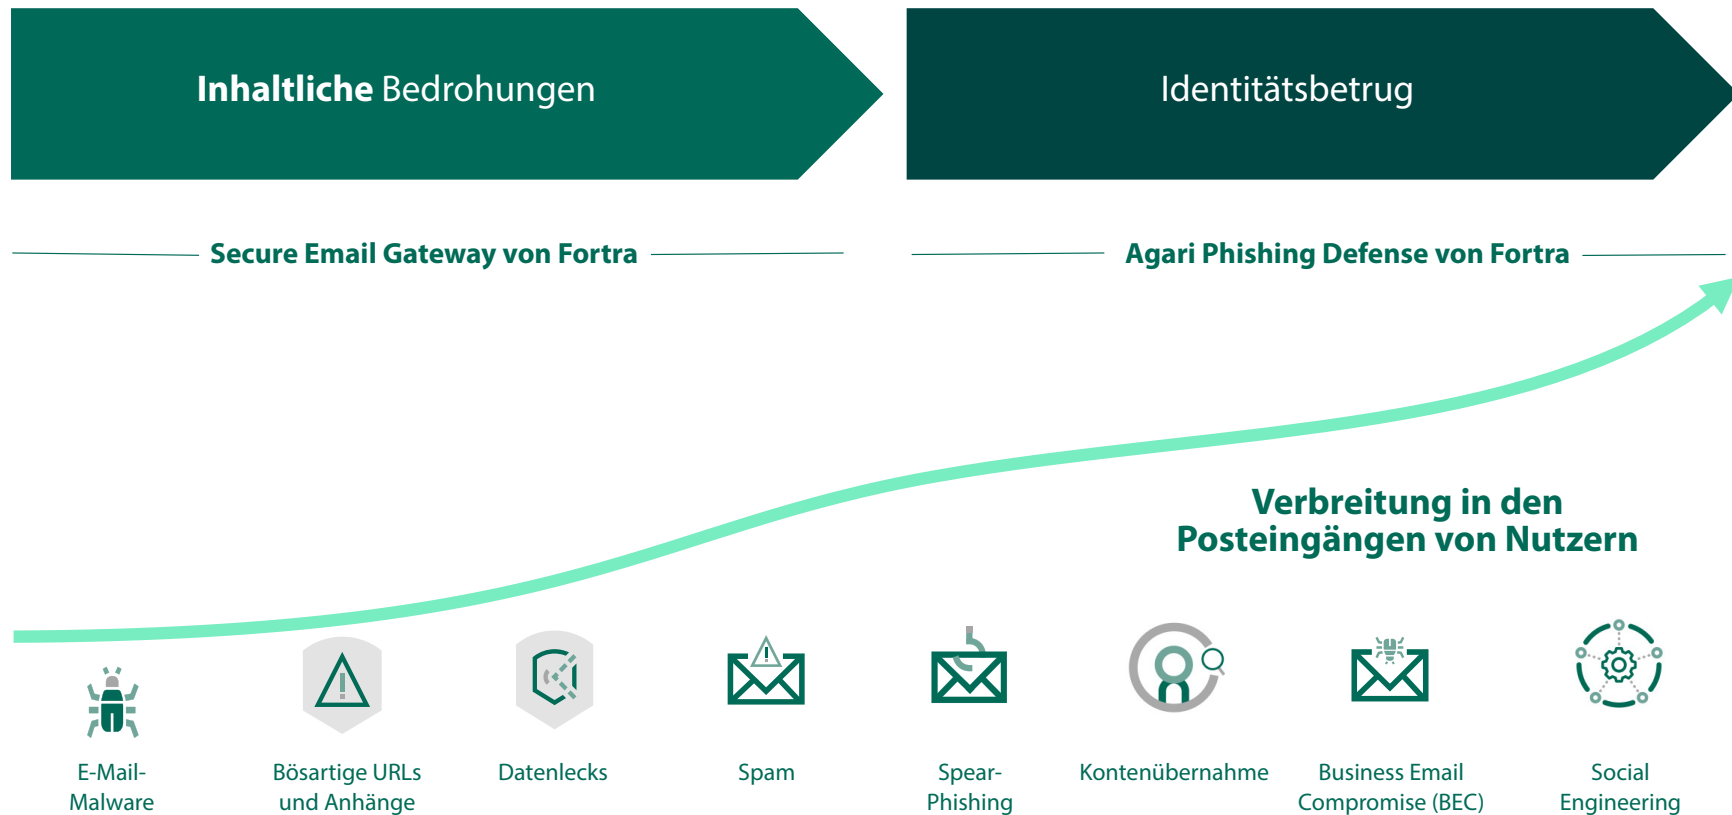 Inhaltliche Bedrohungen
Identitätsbetrug
Secure Email Gateway von Fortra
Agari Phishing Defense von Fortra
Verbreitung in den
Posteingängen von Nutzern
E-Mail-
Malware
Bösartige URLs
und Anhänge
Datenlecks
Spam
Spear-
Phishing
Kontenübernahme
Business Email
Compromise (BEC)
Social
Engineering